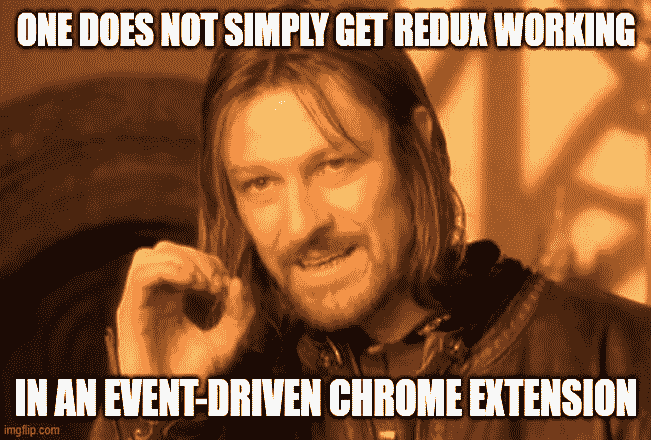 ONE DOES NOT SIMPLY GET REDUX WORKING
IN AN EVENT-DRIVEN CHROME EXTENSION
imgflip.com